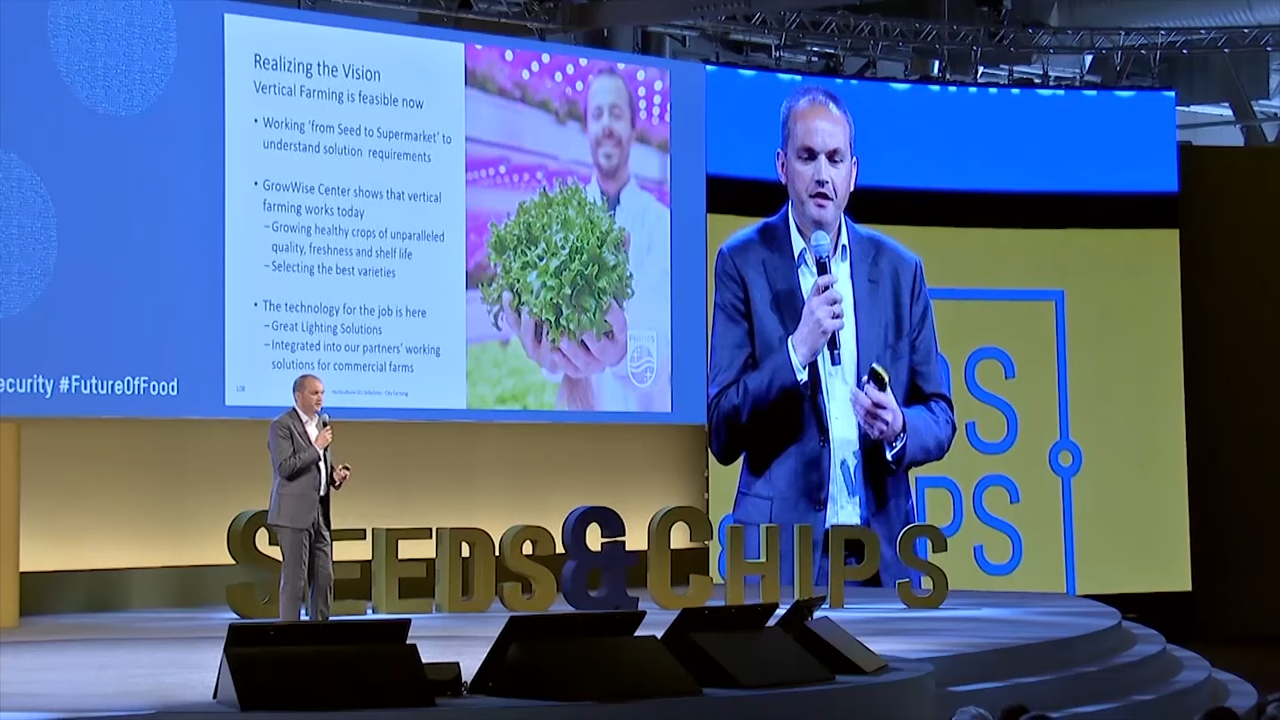 Realizing the Vision
Vertical Farming is feasible now
• Working 'from Seed to Supermarket' to
understand solution requirements
• GrowWise Center shows that vertical
farming works today
–Growing healthy crops of unparalleled
quality, freshness and shelf life
–Selecting the best varieties
• The technology for the job is here
–Great Lighting Solutions
–Integrated into our partners' working
solutions for commercial farms
PHILIPS
ecurity #FutureOfFood
DS
PS
SEEDS&CHIPS